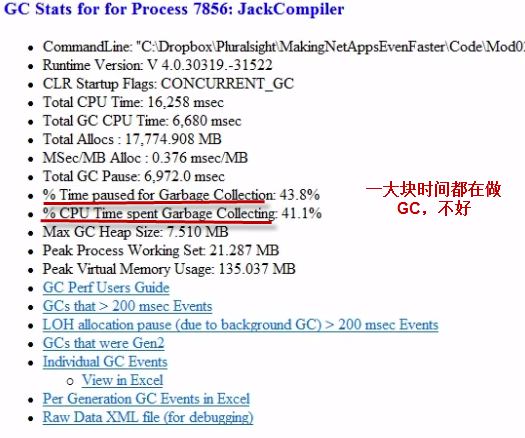 GC Stats for for Process 7856: JackCompiler
CommandLine: "C:\Dropbox\Pluralsight\MakingNetAppsEvenFaster\Code\Mod02
Runtime Version: V 4.0.30319.-31522
CLR Startup Flags: CONCURRENT_GC
Total CPU Time: 16,258 msec
Total GC CPU Time: 6,680 msec
Total Allocs : 17,774.908 MB
MSec/MB Alloc : 0.376 msec/MB
Total GC Pause: 6,972.0 msec
% Time paused for Garbage Collection: 43.8%
% CPU Time spent Garbage Collecting: 41.1%
Max GC Heap Size: 7.510 MB
Peak Process Working Set: 21.287 MB
Peak Virtual Memory Usage: 135.037 MB
GC Perf Users Guide
GCs that > 200 msec Events
LOH allocation pause (due to background GC) > 200 msec Events
GCs that were Gen2
Individual GC Events
View in Excel
Per Generation GC Events in Excel
Raw Data XML file (for debugging)
一大块时间都在做
GC，不好